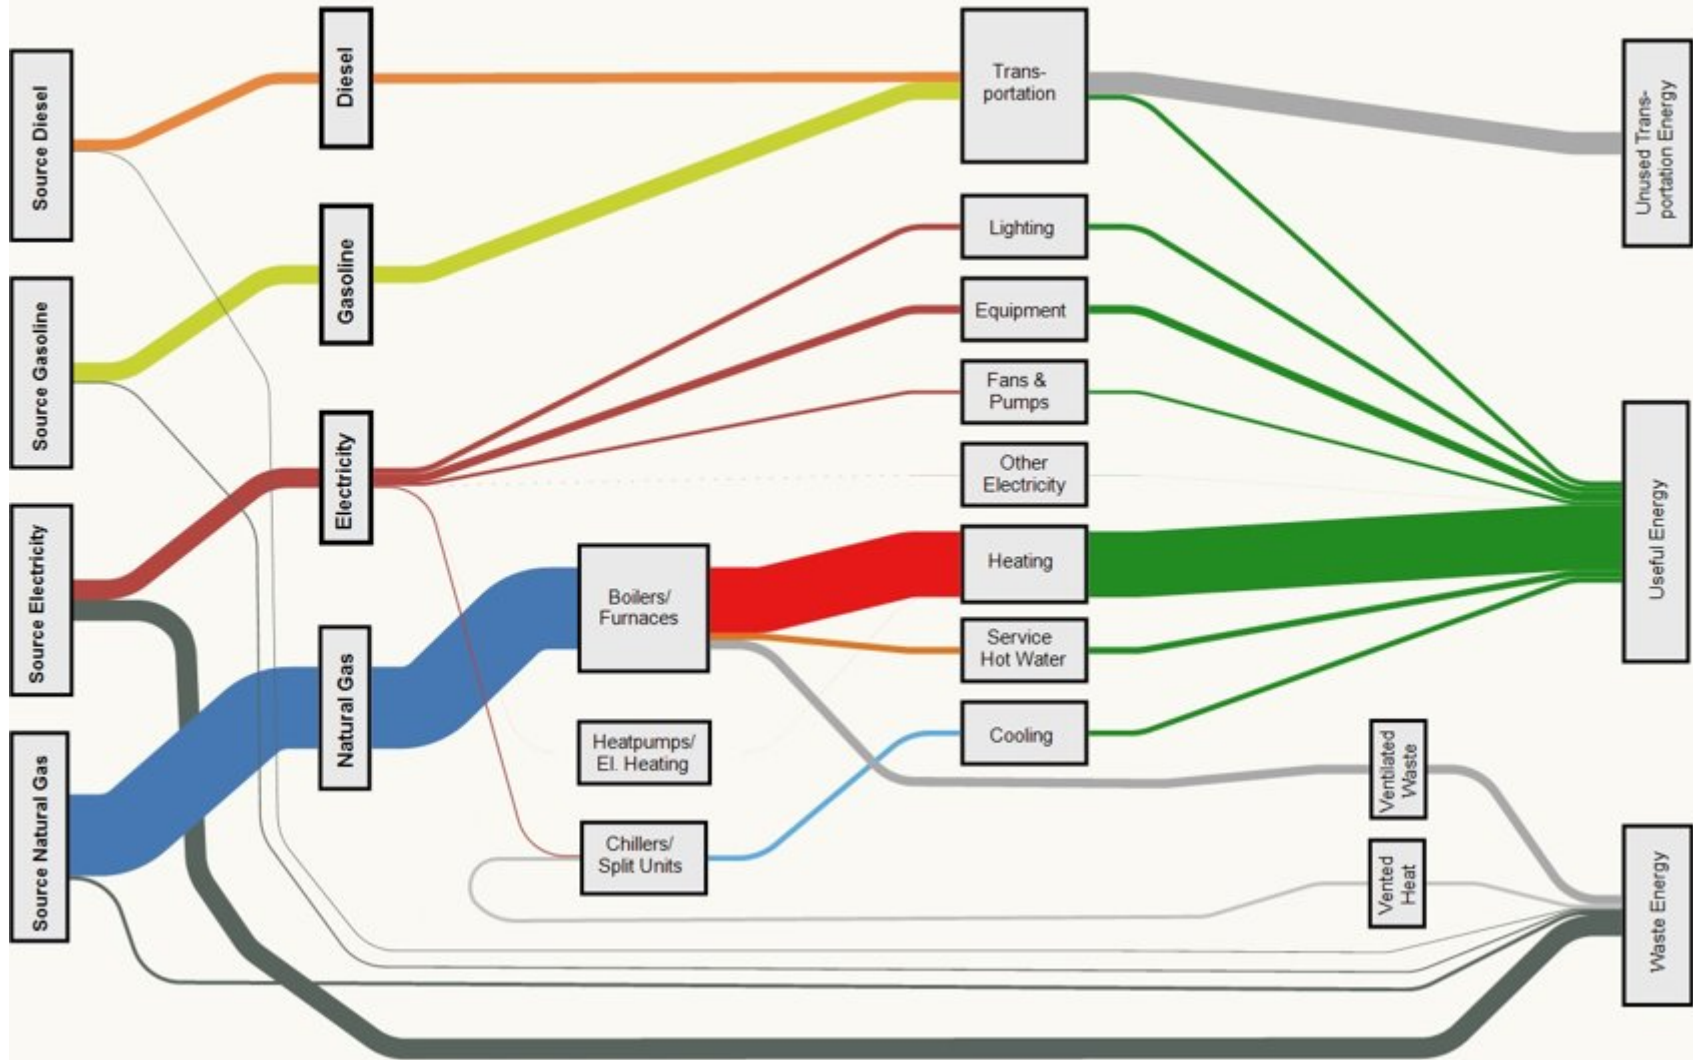 Source Diesel
Source Gasoline
Source Electricity
Source Natural Gas
Diesel
Gasoline
Electricity
Natural Gas
Boilers/
Furnaces
Heatpumps/
El. Heating
Chillers/
Split Units
Trans-
portation
Lighting
Equipment
Fans &
Pumps
Other
Electricity
Heating
Service
Hot Water
Cooling
Ventilated
Waste
Vented
Heat
Unused Trans-
portation Energy
Useful Energy
Waste Energy